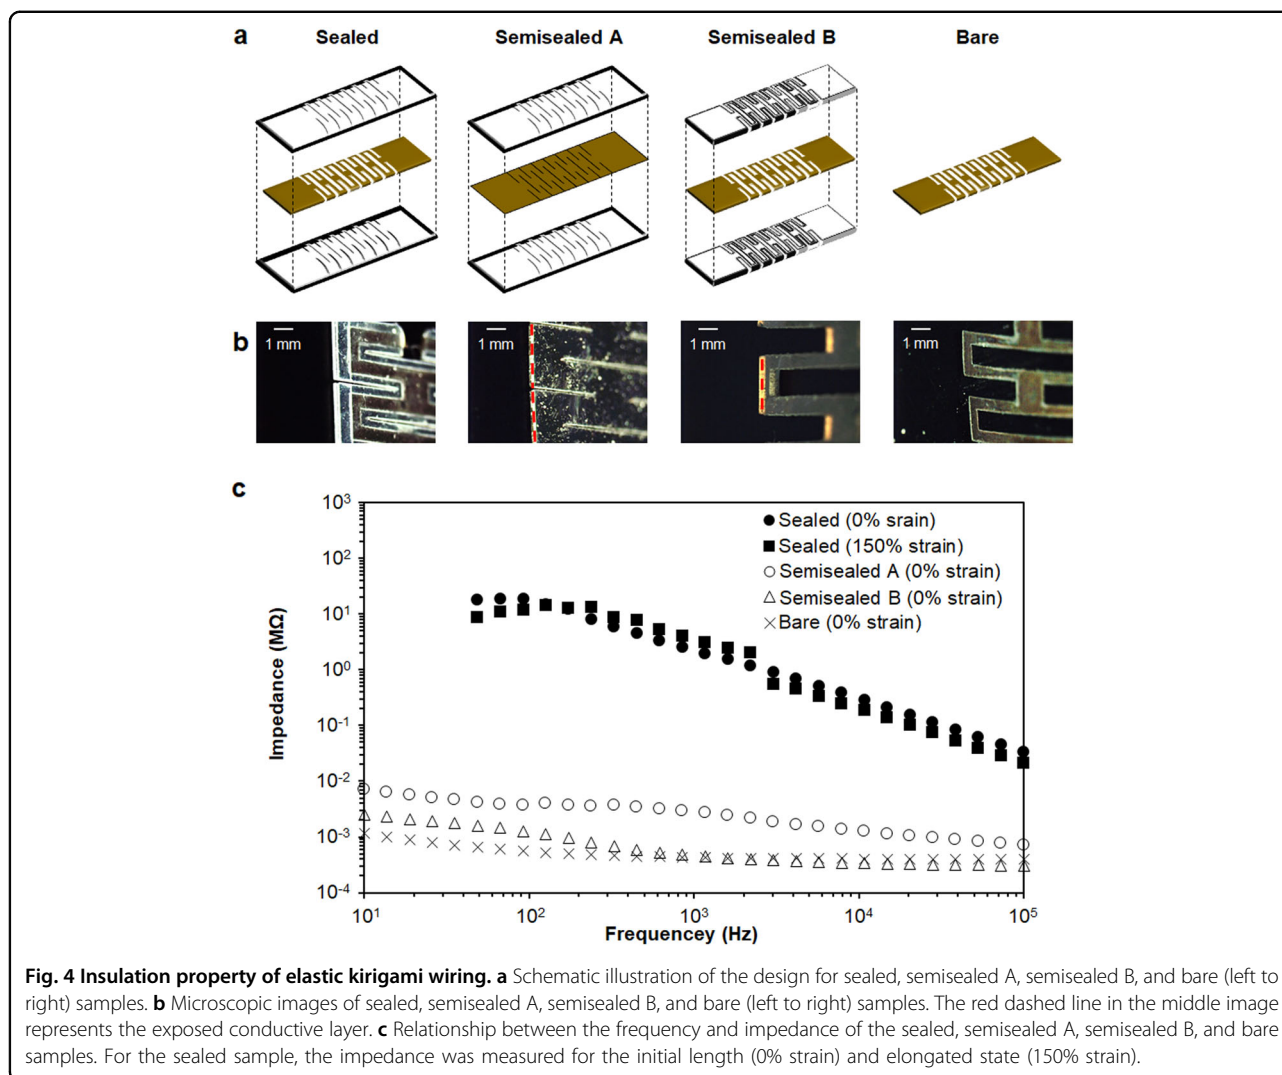 a
Sealed
Semisealed A
Semisealed B
Bare
b
1 mm
1 mm
1 mm
1 mm
c
Impedance (MΩ)
10³
10²
10¹
10⁰
10⁻¹
10⁻²
10⁻³
10⁻⁴
Sealed (0% srain)
Sealed (150% strain)
Semisealed A (0% strain)
Semisealed B (0% strain)
Bare (0% strain)
10¹
10²
10³
10⁴
10⁵
Frequencey (Hz)
Fig. 4 Insulation property of elastic kirigami wiring. a Schematic illustration of the design for sealed, semisealed A, semisealed B, and bare (left to
right) samples. b Microscopic images of sealed, semisealed A, semisealed B, and bare (left to right) samples. The red dashed line in the middle image
represents the exposed conductive layer. c Relationship between the frequency and impedance of the sealed, semisealed A, semisealed B, and bare
samples. For the sealed sample, the impedance was measured for the initial length (0% strain) and elongated state (150% strain).